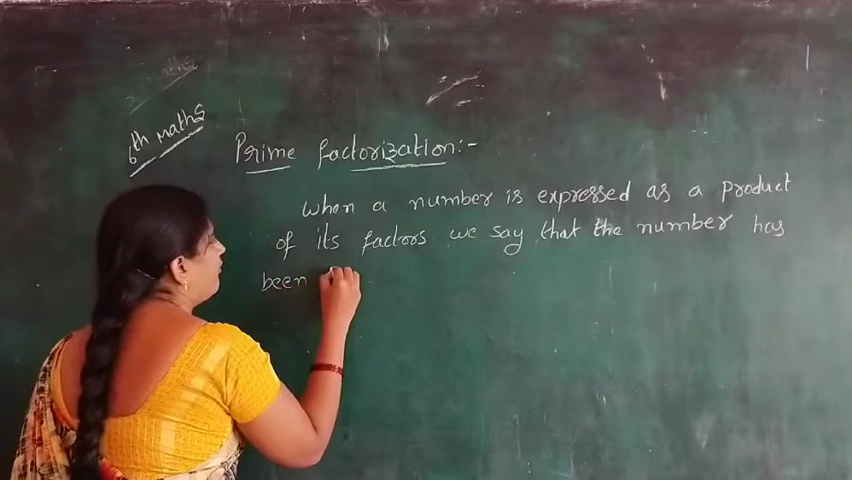 6th Maths
Prime factorization:-
When a number is expressed as a product
of its factors we say that the number has
been